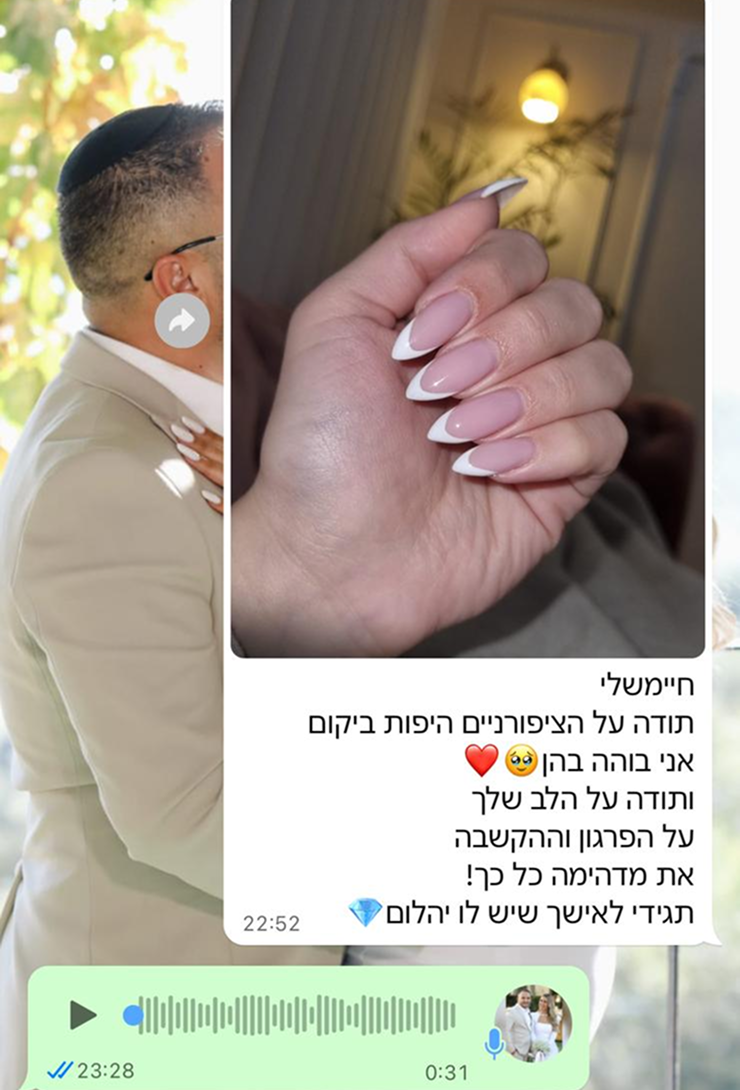 חיימשלי
תודה על הציפורניים היפות ביקום
אני בוהה בהן🥹❤️
ותודה על הלב שלך
על הפרגון וההקשבה
את מדהימה כל כך!
תגידי לאישך שיש לו יהלום💎
22:52
23:28
0:31